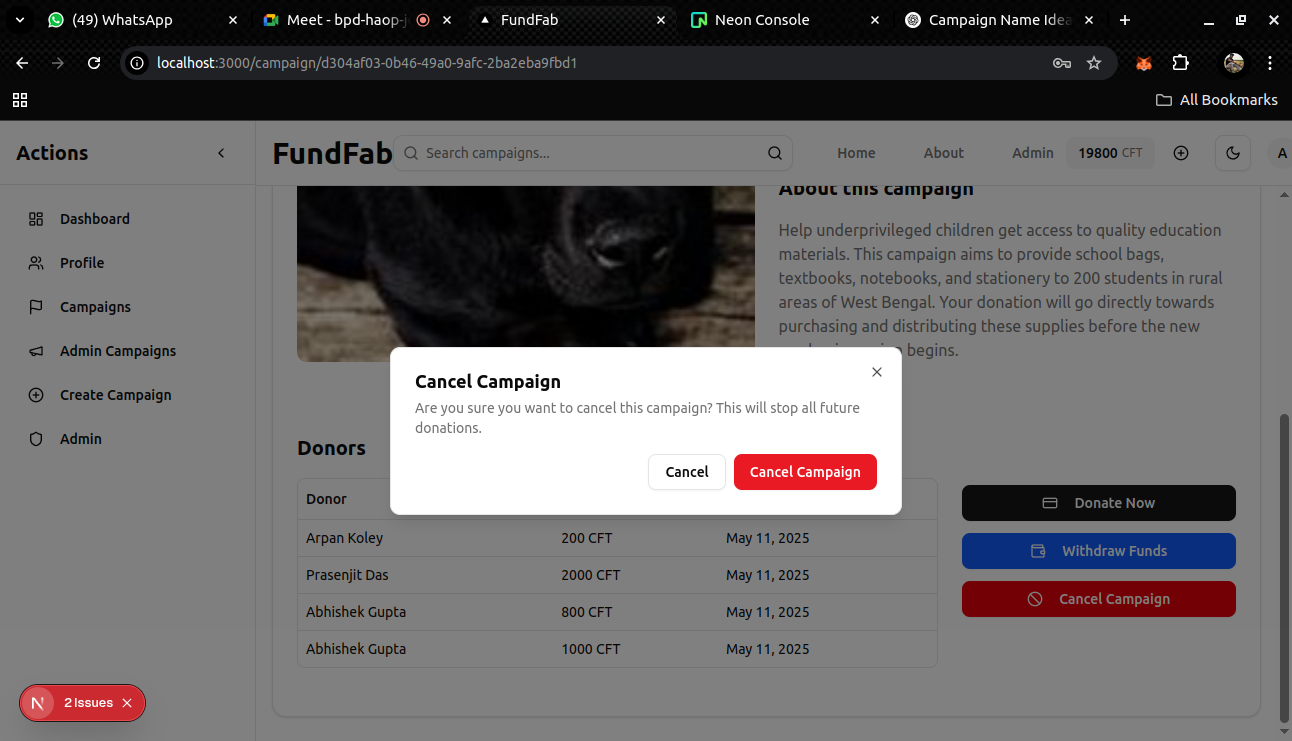 (49) WhatsApp
Meet - bpd-haop-j
FundFab
Neon Console
Campaign Name Idea
localhost:3000/campaign/d304af03-0b46-49a0-9afc-2ba2eba9fbd1
All Bookmarks
Actions
FundFab
Search campaigns...
Home
About
Admin
19800 CFT
A
Dashboard
Profile
Campaigns
Admin Campaigns
Create Campaign
Admin
About this campaign
Help underprivileged children get access to quality education
materials. This campaign aims to provide school bags,
textbooks, notebooks, and stationery to 200 students in rural
areas of West Bengal. Your donation will go directly towards
purchasing and distributing these supplies before the new
begins.
Cancel Campaign
Are you sure you want to cancel this campaign? This will stop all future
donations.
Cancel
Cancel Campaign
Donors
Donor
Arpan Koley 200 CFT May 11, 2025
Prasenjit Das 2000 CFT May 11, 2025
Abhishek Gupta 800 CFT May 11, 2025
Abhishek Gupta 1000 CFT May 11, 2025
Donate Now
Withdraw Funds
Cancel Campaign
N 2 Issues